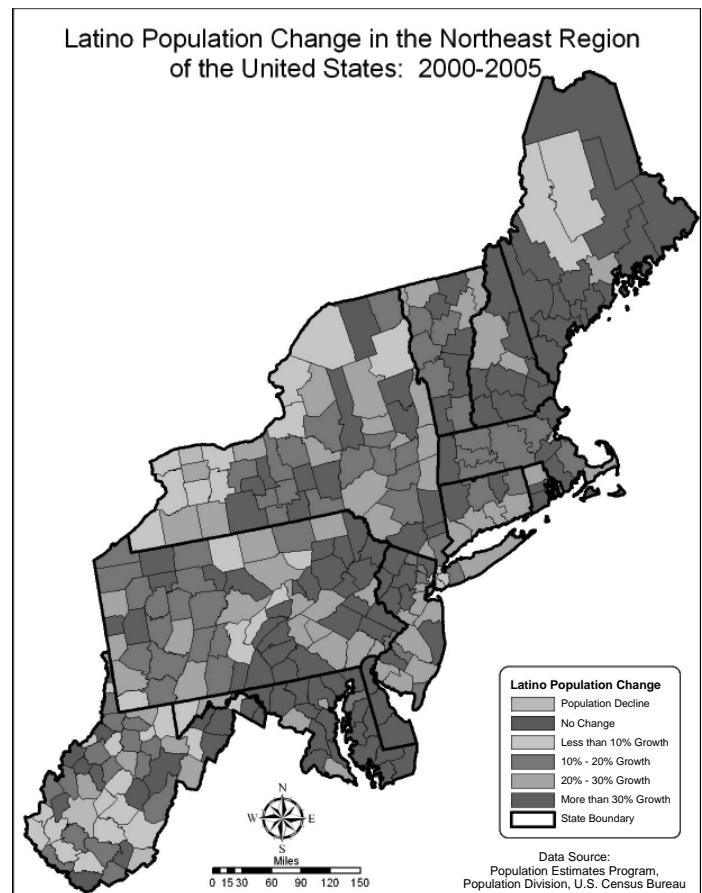 Latino Population Change in the Northeast Region
of the United States: 2000-2005
Latino Population Change
Population Decline
No Change
Less than 10% Growth
10% - 20% Growth
20% - 30% Growth
More than 30% Growth
State Boundary
N
W E
S
Miles
0 15 30 60 90 120 150
Data Source:
Population Estimates Program,
Population Division, U.S. Census Bureau